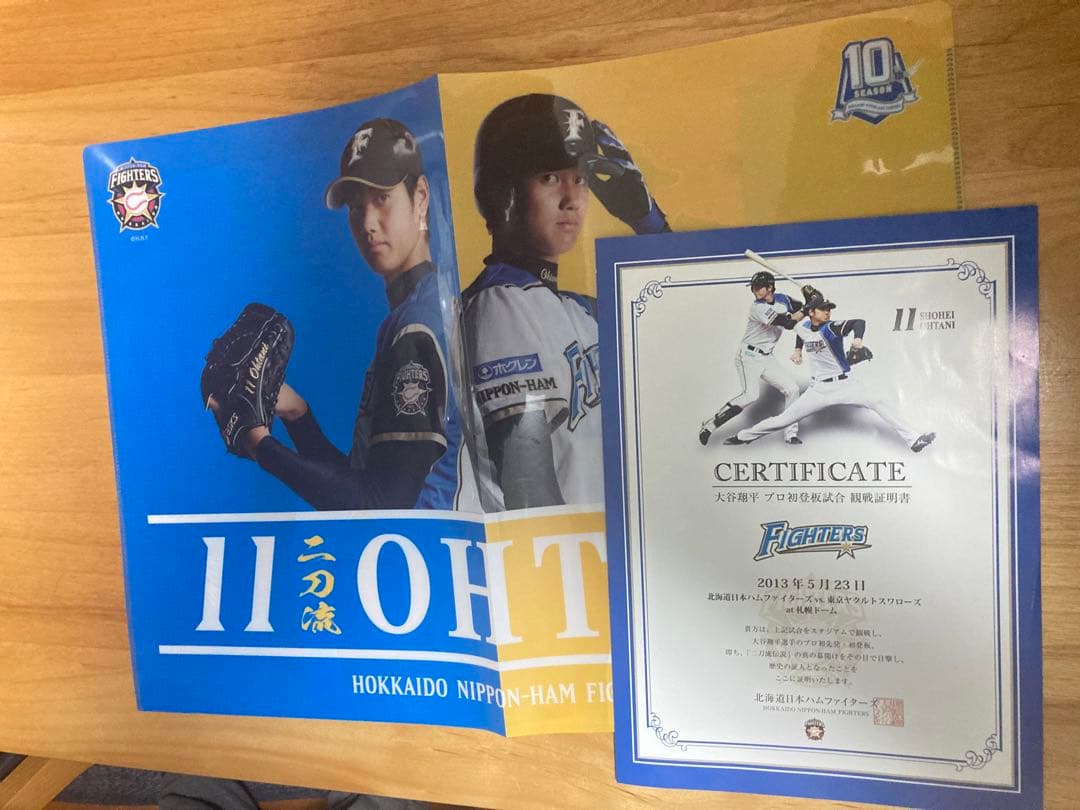 NIPPON-HAM
FIGHTERS
©H.N.F
F
F
10th
SEASON
11 Ohtani
FIGHTERS
ホクレン
NIPPON-HAM
11
二刀流
OHT
HOKKAIDO NIPPON-HAM FIG
11 SHOHEI
OHTANI
CERTIFICATE
大谷翔平 プロ初登板試合 観戦証明書
FIGHTERS
2013年5月23日
北海道日本ハムファイターズ vs. 東京ヤクルトスワローズ
at 札幌ドーム
貴方は、上記試合をスタジアムで観戦し、
大谷翔平選手のプロ初先発・初登板、
即ち、「二刀流伝説」の真の幕開けをその目で目撃し、
歴史の証人となったことを
ここに証明いたします。
北海道日本ハムファイターズ
HOKKAIDO NIPPON-HAM FIGHTERS